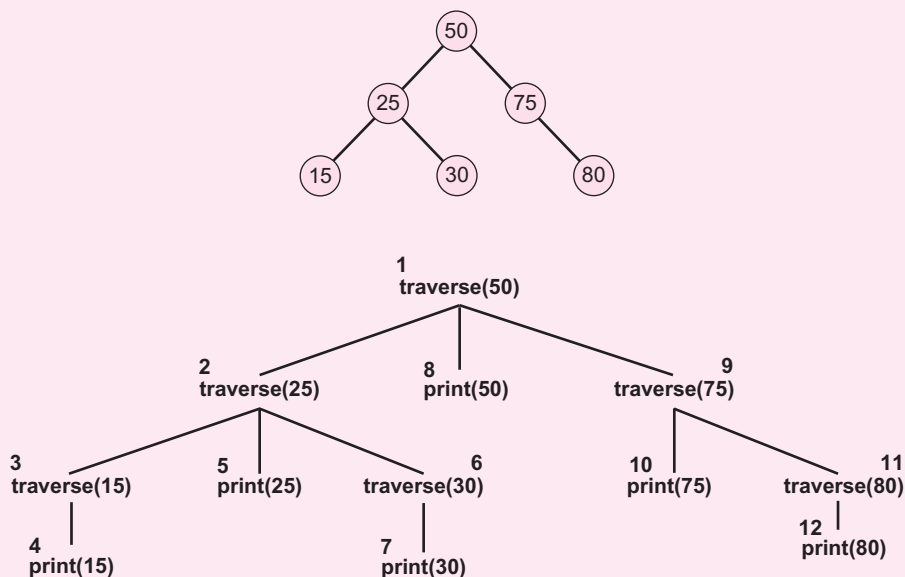 50
25 75
15 30 80
1
traverse(50)
2 8 9
traverse(25) print(50) traverse(75)
3 5 6 10 11
traverse(15) print(25) traverse(30) print(75) traverse(80)
4 7 12
print(15) print(30) print(80)